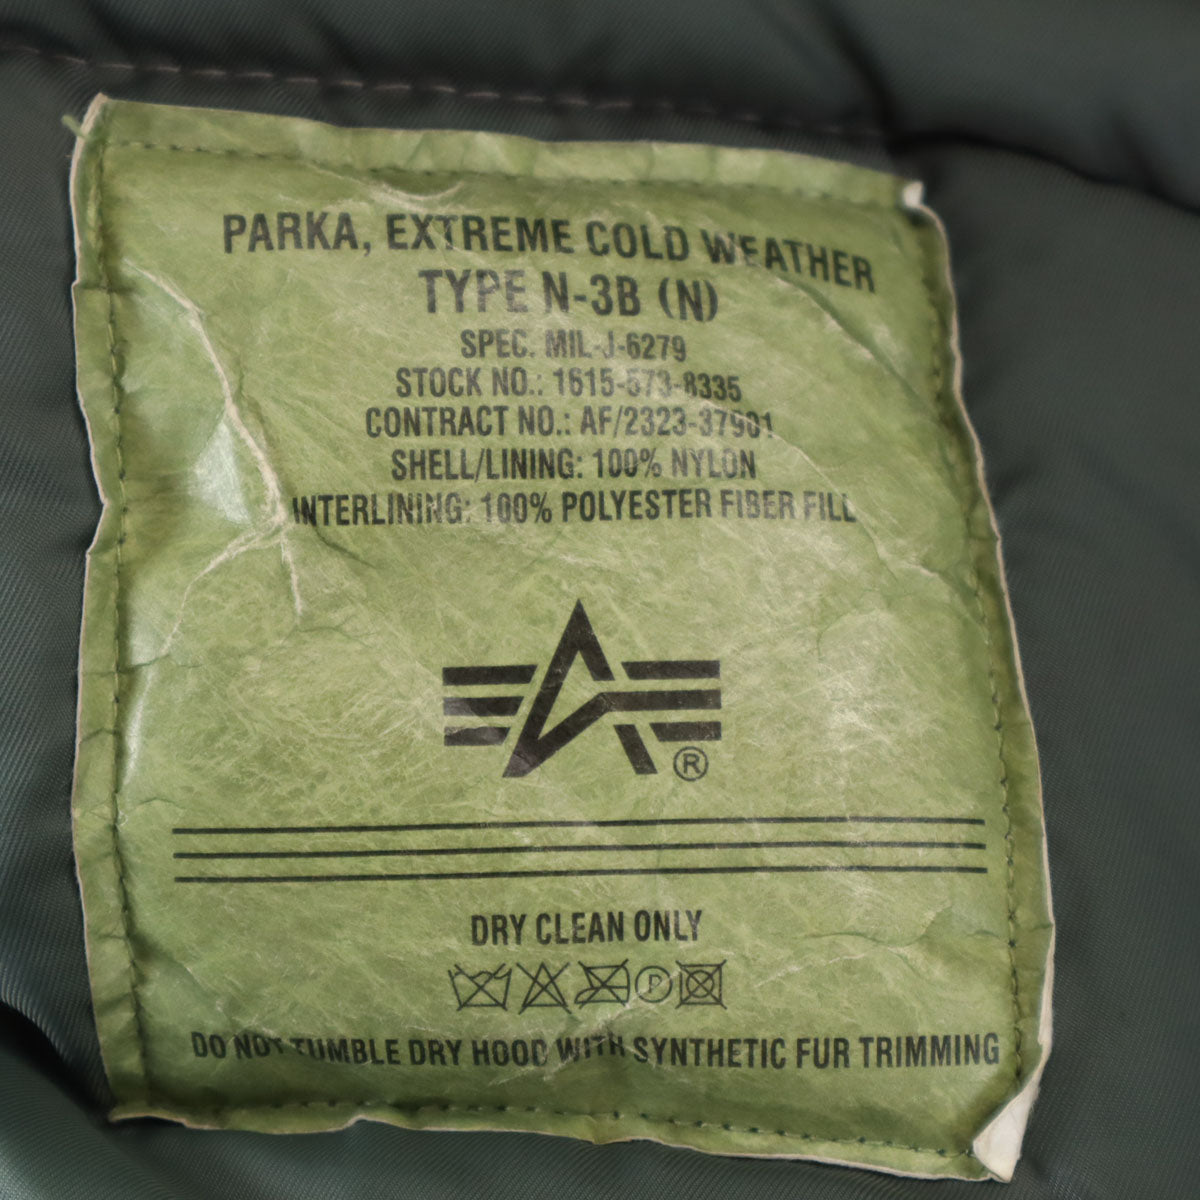 PARKA, EXTREME COLD WEATHER
TYPE N-3B (N)
SPEC. MIL-J-6279
STOCK NO.: 1615-573-8335
CONTRACT NO.: AF/2323-37901
SHELL/LINING: 100% NYLON
INTERLINING: 100% POLYESTER FIBER FILL
®
DRY CLEAN ONLY
P
DO NOT TUMBLE DRY HOOD WITH SYNTHETIC FUR TRIMMING